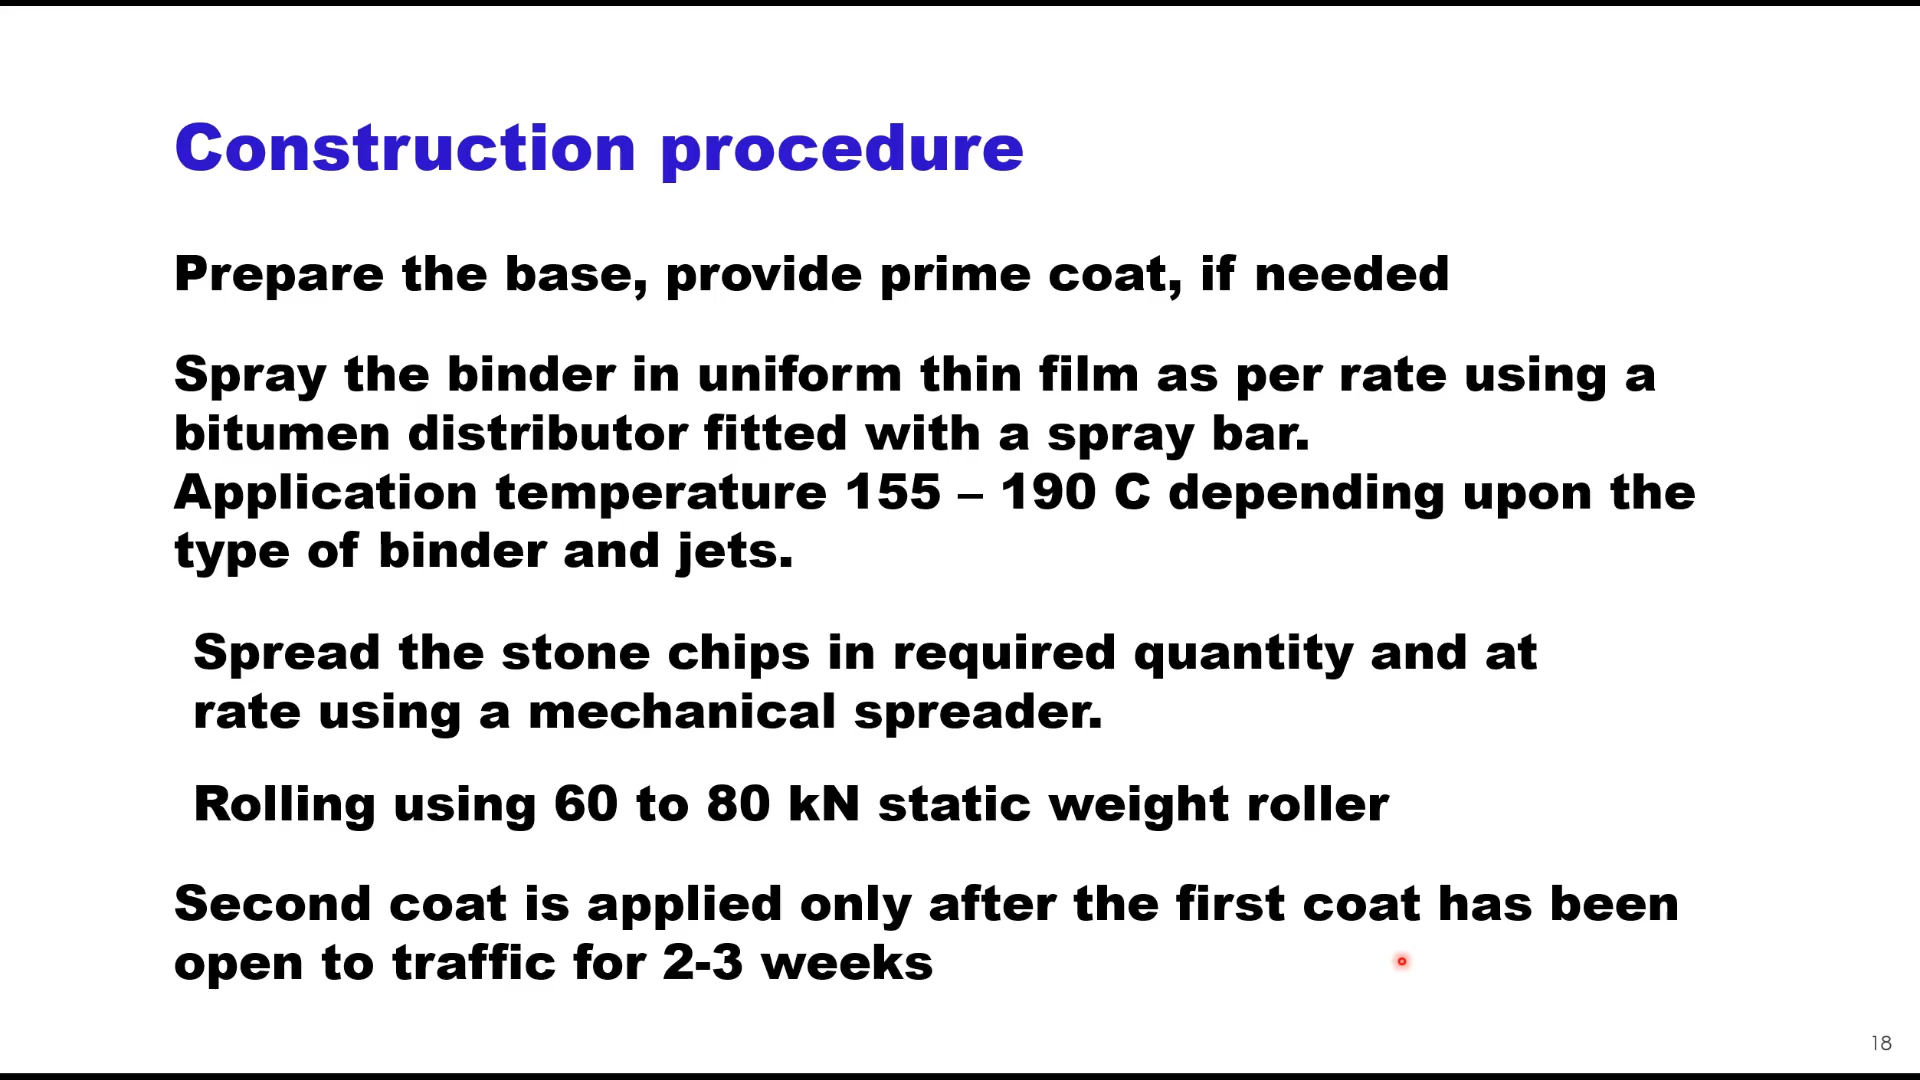 Construction procedure
Prepare the base, provide prime coat, if needed
Spray the binder in uniform thin film as per rate using a
bitumen distributor fitted with a spray bar.
Application temperature 155 – 190 C depending upon the
type of binder and jets.
Spread the stone chips in required quantity and at
rate using a mechanical spreader.
Rolling using 60 to 80 kN static weight roller
Second coat is applied only after the first coat has been
open to traffic for 2-3 weeks
18